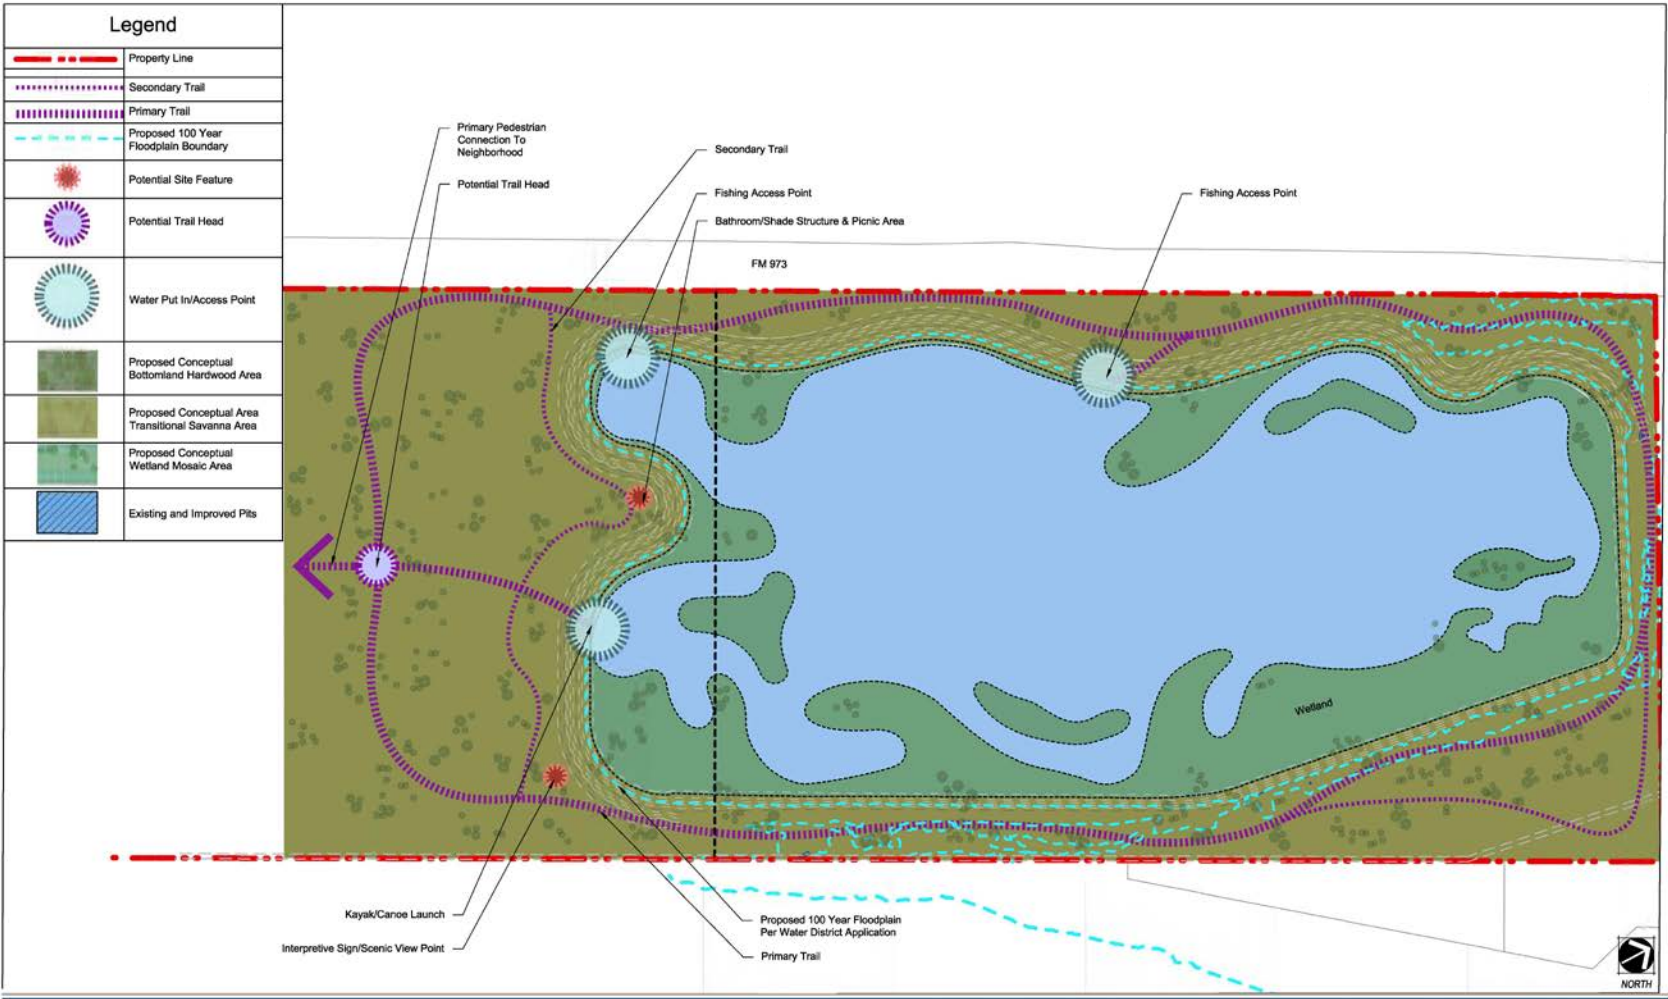 Legend
Property Line
Secondary Trail
Primary Trail
Proposed 100 Year
Floodplain Boundary
Potential Site Feature
Potential Trail Head
Water Put In/Access Point
Proposed Conceptual
Bottomland Hardwood Area
Proposed Conceptual Area
Transitional Savanna Area
Proposed Conceptual
Wetland Mosaic Area
Existing and Improved Pits
Primary Pedestrian
Connection To
Neighborhood
Potential Trail Head
Secondary Trail
Fishing Access Point
Bathroom/Shade Structure & Picnic Area
Fishing Access Point
FM 973
Wetland
Kayak/Canoe Launch
Interpretive Sign/Scenic View Point
Proposed 100 Year Floodplain
Per Water District Application
Primary Trail
NORTH